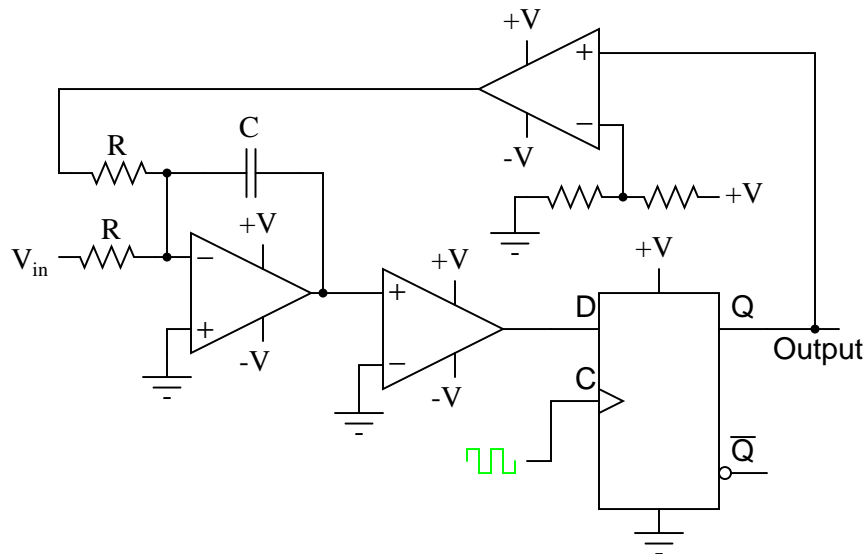 +V
+
−
-V
+V
R
C
R
V_in
+V
−
+
-V
+V
+
−
-V
+V
D
Q
C
Q̅
Output